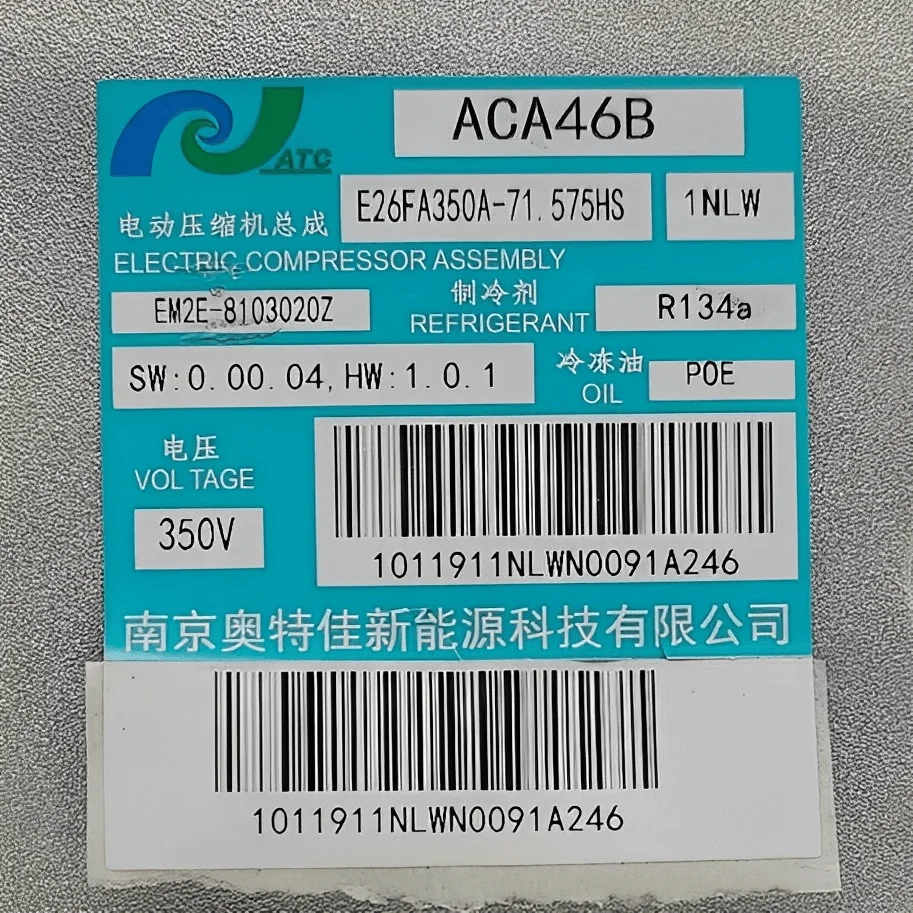 ATC
ACA46B
电动压缩机总成
E26FA350A-71.575HS
1NLW
ELECTRIC COMPRESSOR ASSEMBLY
EM2E-8103020Z
制冷剂
REFRIGERANT
R134a
SW:0.00.04,HW:1.0.1
冷冻油
OIL
POE
电压
VOL TAGE
350V
1011911NLWN0091A246
南京奥特佳新能源科技有限公司
1011911NLWN0091A246